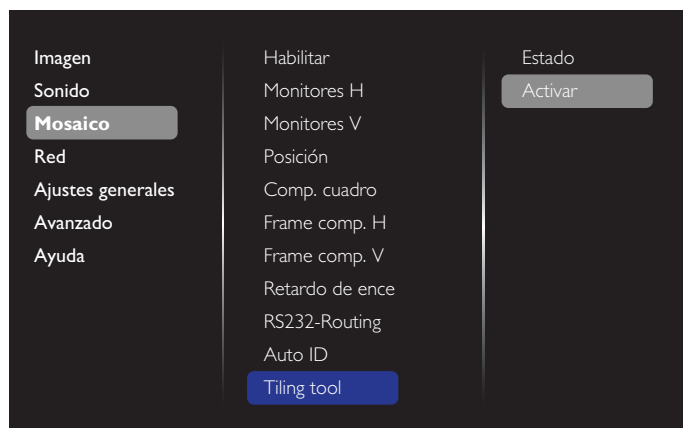 Imagen
Sonido
Mosaico
Red
Ajustes generales
Avanzado
Ayuda
Habilitar
Monitores H
Monitores V
Posición
Comp. cuadro
Frame comp. H
Frame comp. V
Retardo de ence
RS232-Routing
Auto ID
Tiling tool
Estado
Activar